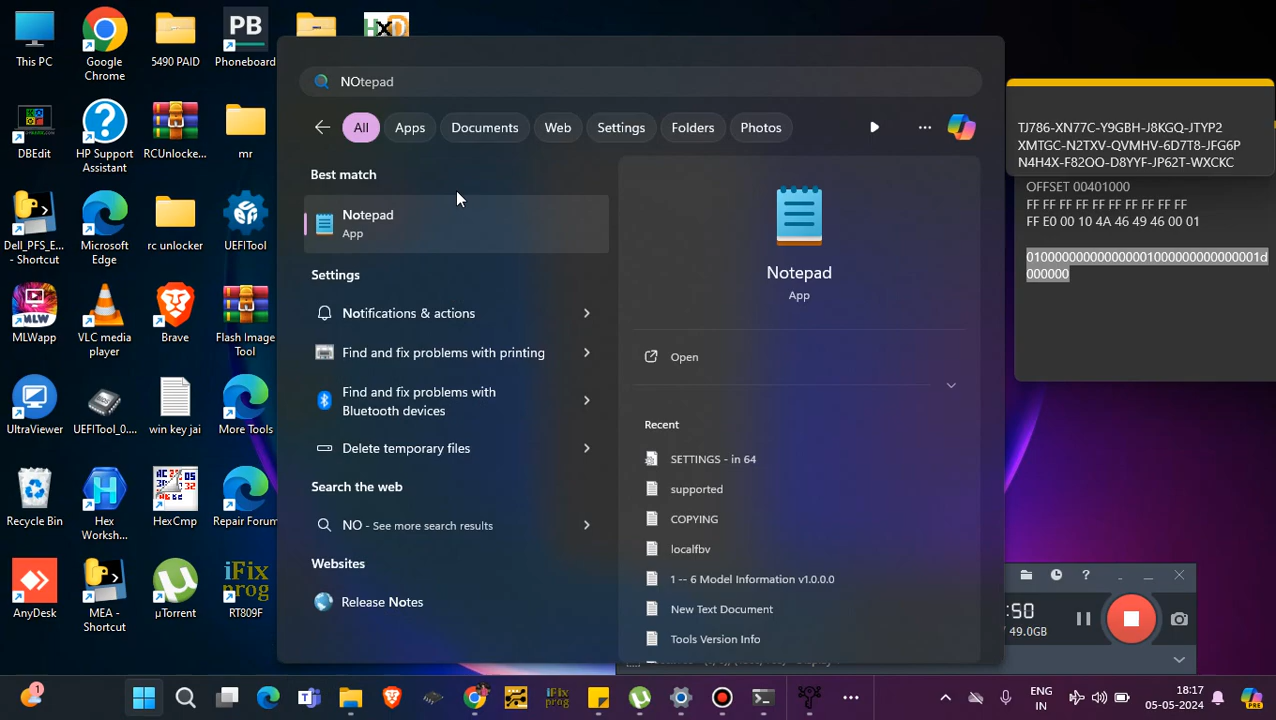 This PC
Google
Chrome
5490 PAID
PB
Phoneboard
HxD
DBEdit
HP Support
Assistant
RCUnlocke...
mr
Dell_PFS_E...
- Shortcut
Microsoft
Edge
rc unlocker
UEFITool
MLW
MLWapp
VLC media
player
Brave
Flash Image
Tool
UltraViewer
UEFITool_0....
win key jai
More Tools
Recycle Bin
Hex
Worksh...
HexCmp
Repair Forum
AnyDesk
MEA -
Shortcut
µTorrent
iFix
prog
RT809F
NOtepad
All
Apps
Documents
Web
Settings
Folders
Photos
Best match
Notepad
App
Settings
Notifications & actions
Find and fix problems with printing
Find and fix problems with
Bluetooth devices
Delete temporary files
Search the web
NO - See more search results
Websites
Release Notes
Notepad
App
Open
Recent
SETTINGS - in 64
supported
COPYING
localfbv
1 -- 6 Model Information v1.0.0.0
New Text Document
Tools Version Info
TJ786-XN77C-Y9GBH-J8KGQ-JTYP2
XMTGC-N2TXV-QVMHV-6D7T8-JFG6P
N4H4X-F82OO-D8YYF-JP62T-WXCKC
OFFSET 00401000
FF FF FF FF FF FF FF FF
FF E0 00 10 4A 46 49 46 00 01
:50
/ 49.0GB
1
ENG
IN
18:17
05-05-2024
PRE